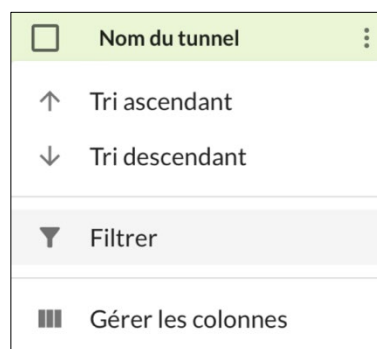 Nom du tunnel
Tri ascendant
Tri descendant
Filtrer
Gérer les colonnes